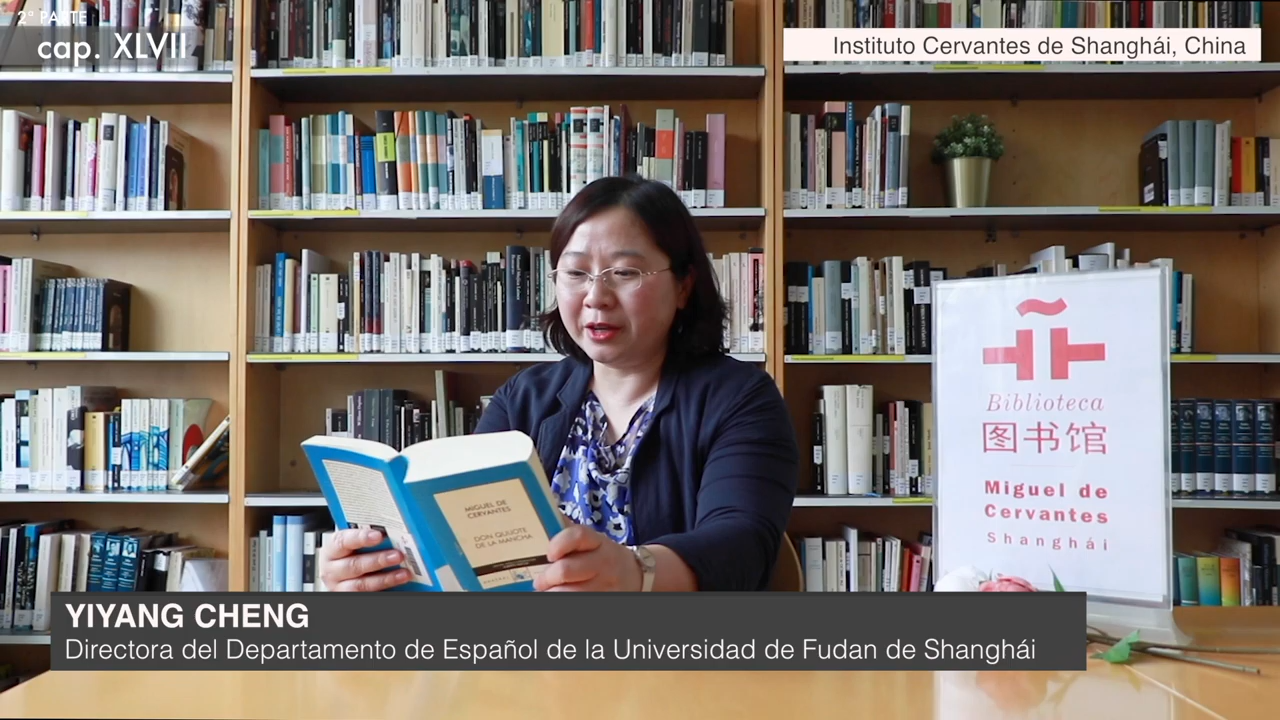 2ª PARTE
cap. XLVII
Instituto Cervantes de Shanghái, China
Biblioteca
图书馆
Miguel de
Cervantes
Shanghái
MIGUEL DE
CERVANTES
DON QUIJOTE
DE LA MANCHA
AUSTRAL
YIYANG CHENG
Directora del Departamento de Español de la Universidad de Fudan de Shanghái